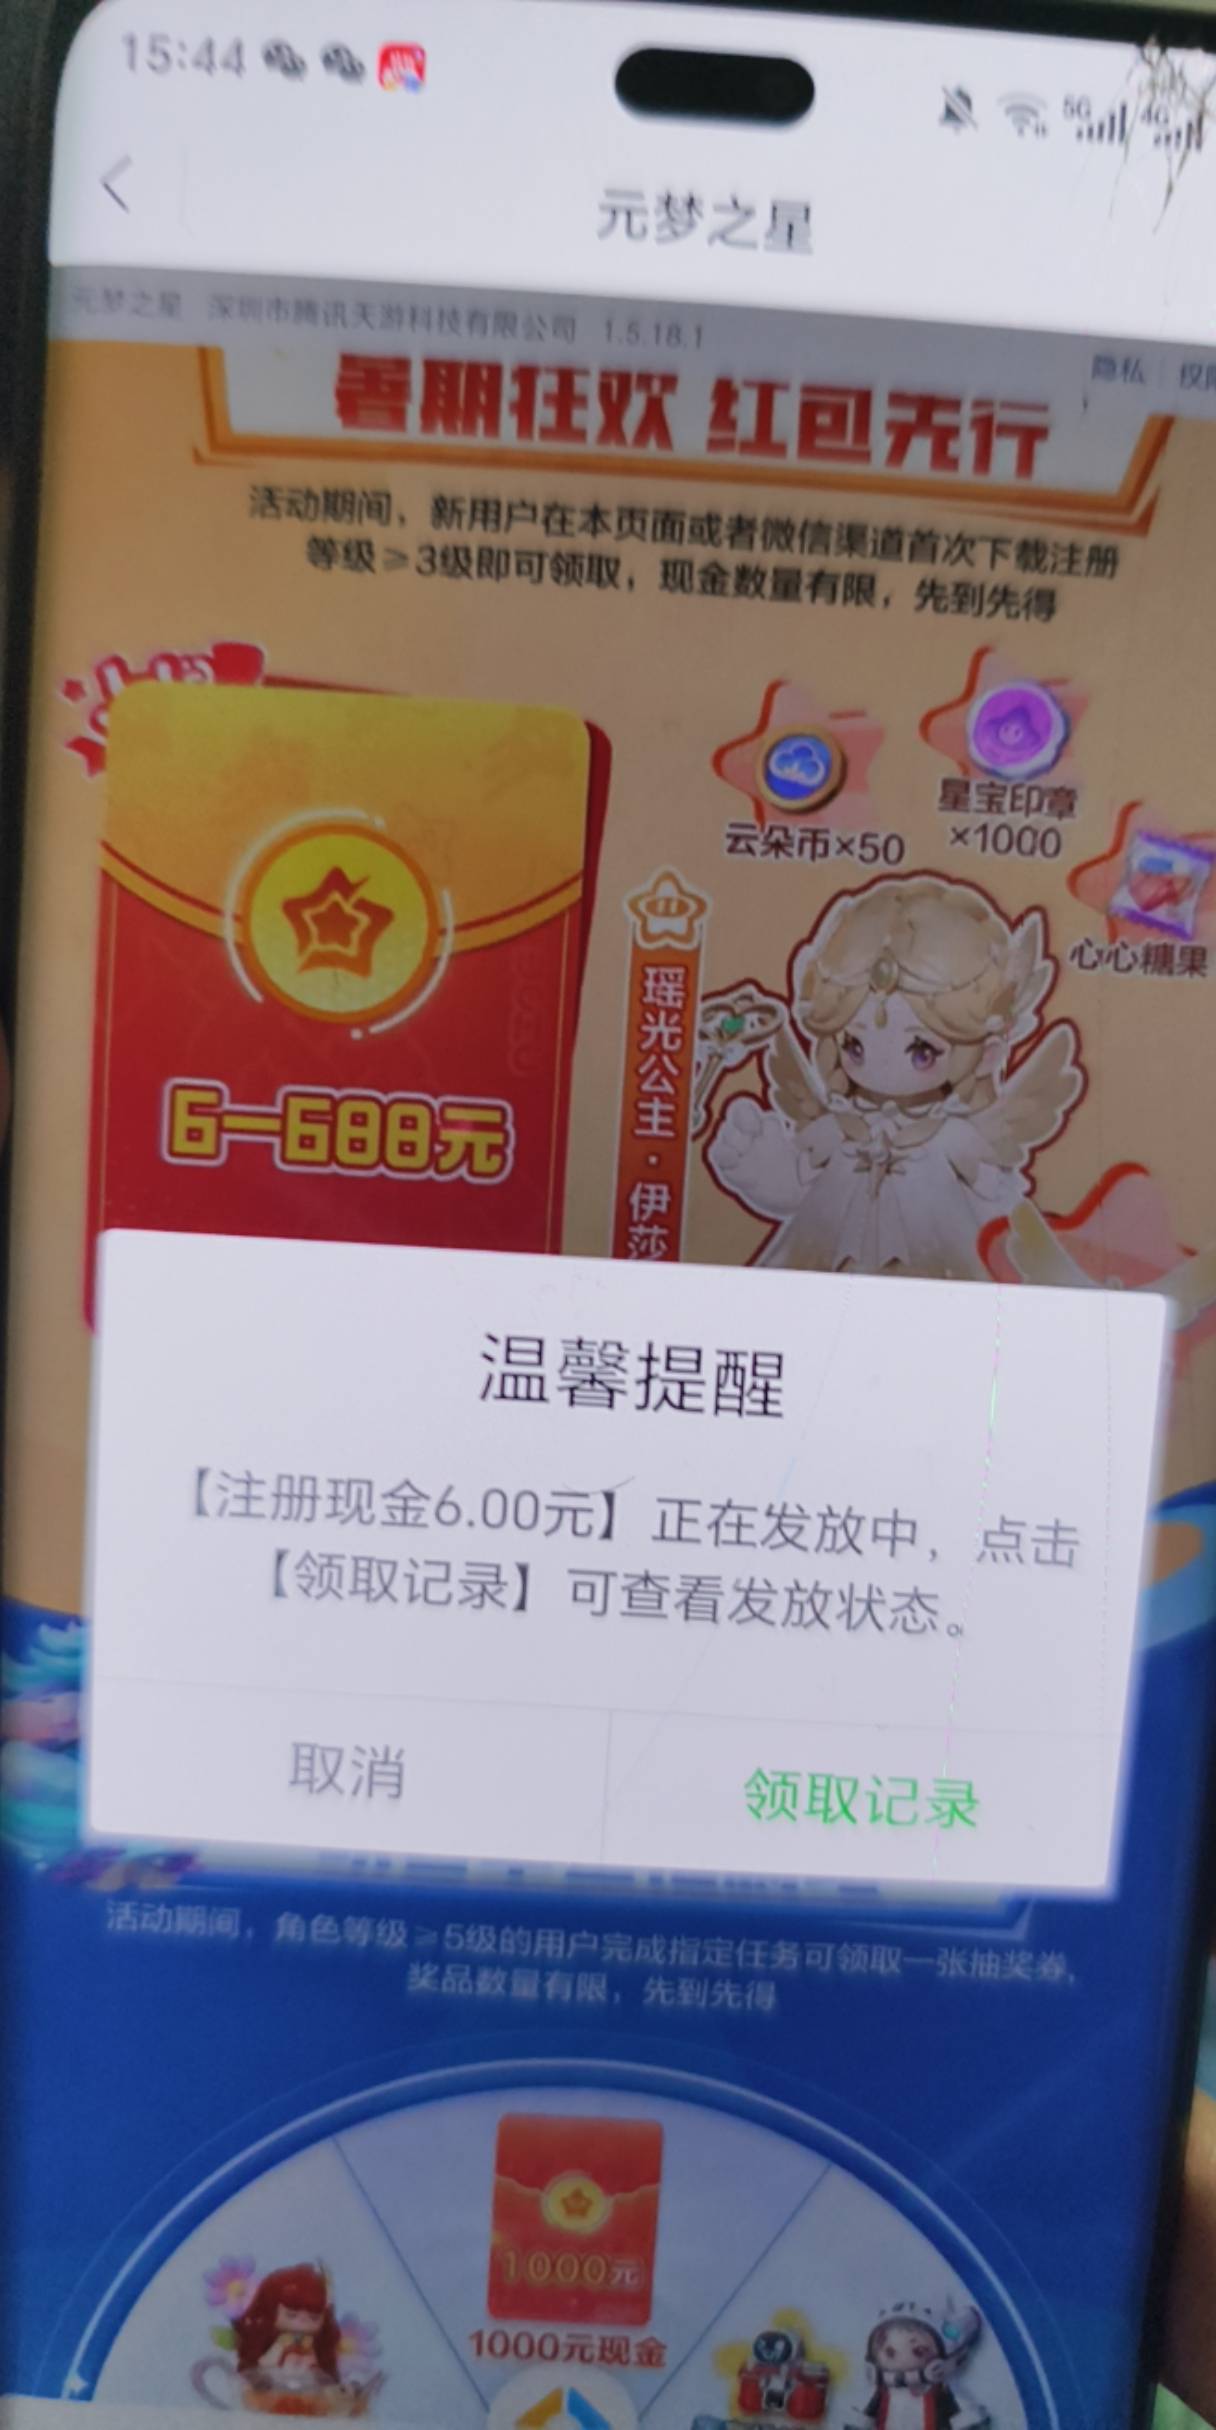 15:44
5G 4G
元梦之星
元梦之星 深圳市腾讯天游科技有限公司 1.5.18.1
隐私 权限
暑期狂欢 红包先行
活动期间，新用户在本页面或者微信渠道首次下载注册
等级≥3级即可领取，现金数量有限，先到先得
云朵币×50
星宝印章
×1000
心心糖果
瑶光公主·伊莎
6-688元
温馨提醒
【注册现金6.00元】正在发放中，点击
【领取记录】可查看发放状态。
取消
领取记录
活动期间，角色等级≥5级的用户完成指定任务可领取一张抽奖券，
奖品数量有限，先到先得
1000元
1000元现金